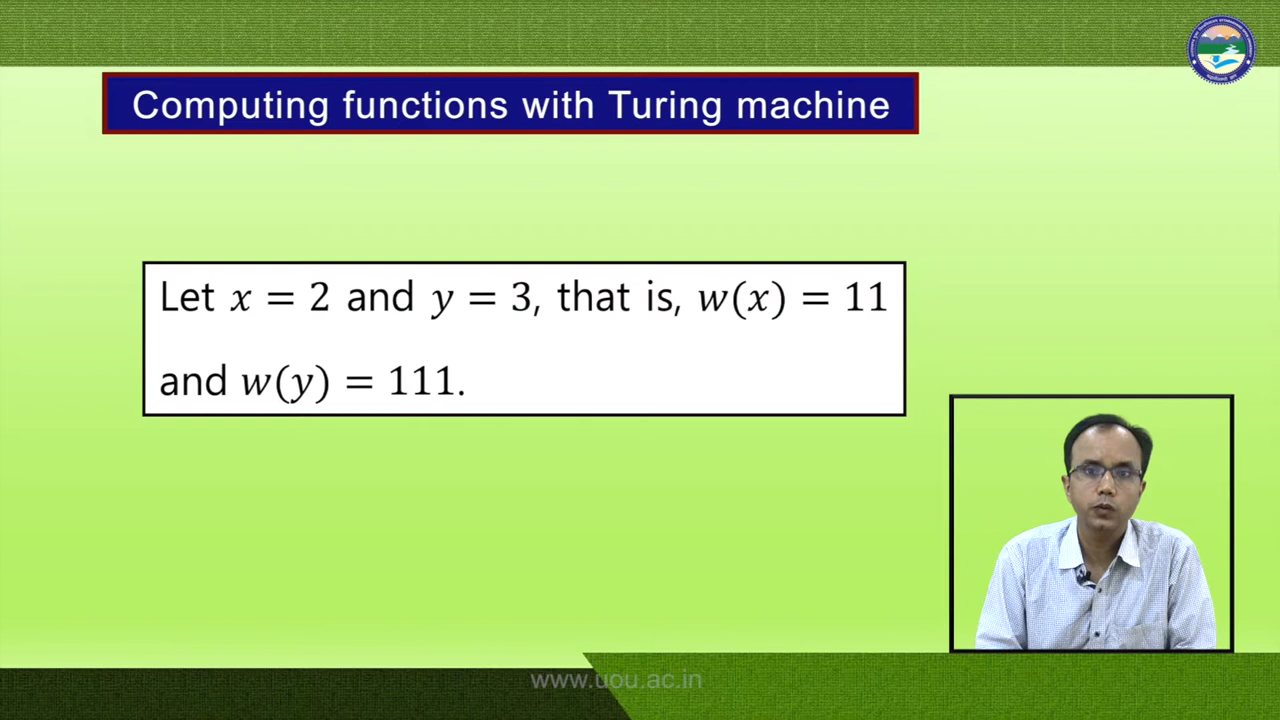 Computing functions with Turing machine
Let x = 2 and y = 3, that is, w(x) = 11
and w(y) = 111.
www.uou.ac.in